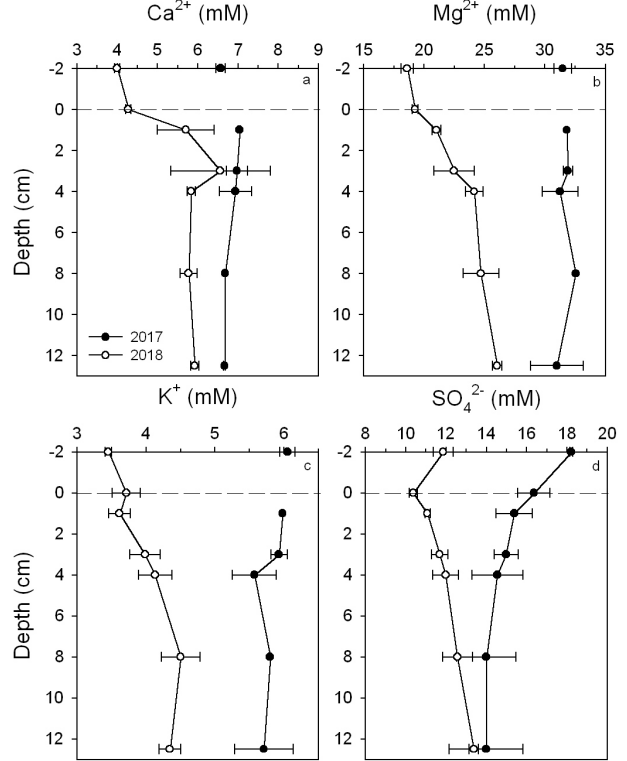 Ca²⁺ (mM) Mg²⁺ (mM)
3 4 5 6 7 8 9 15 20 25 30 35
-2 a b
0
2
4
6
8
10
12
Depth (cm)
2017
2018
K⁺ (mM) SO₄²⁻ (mM)
3 4 5 6 8 10 12 14 16 18 20
-2 c d
0
2
4
6
8
10
12
Depth (cm)